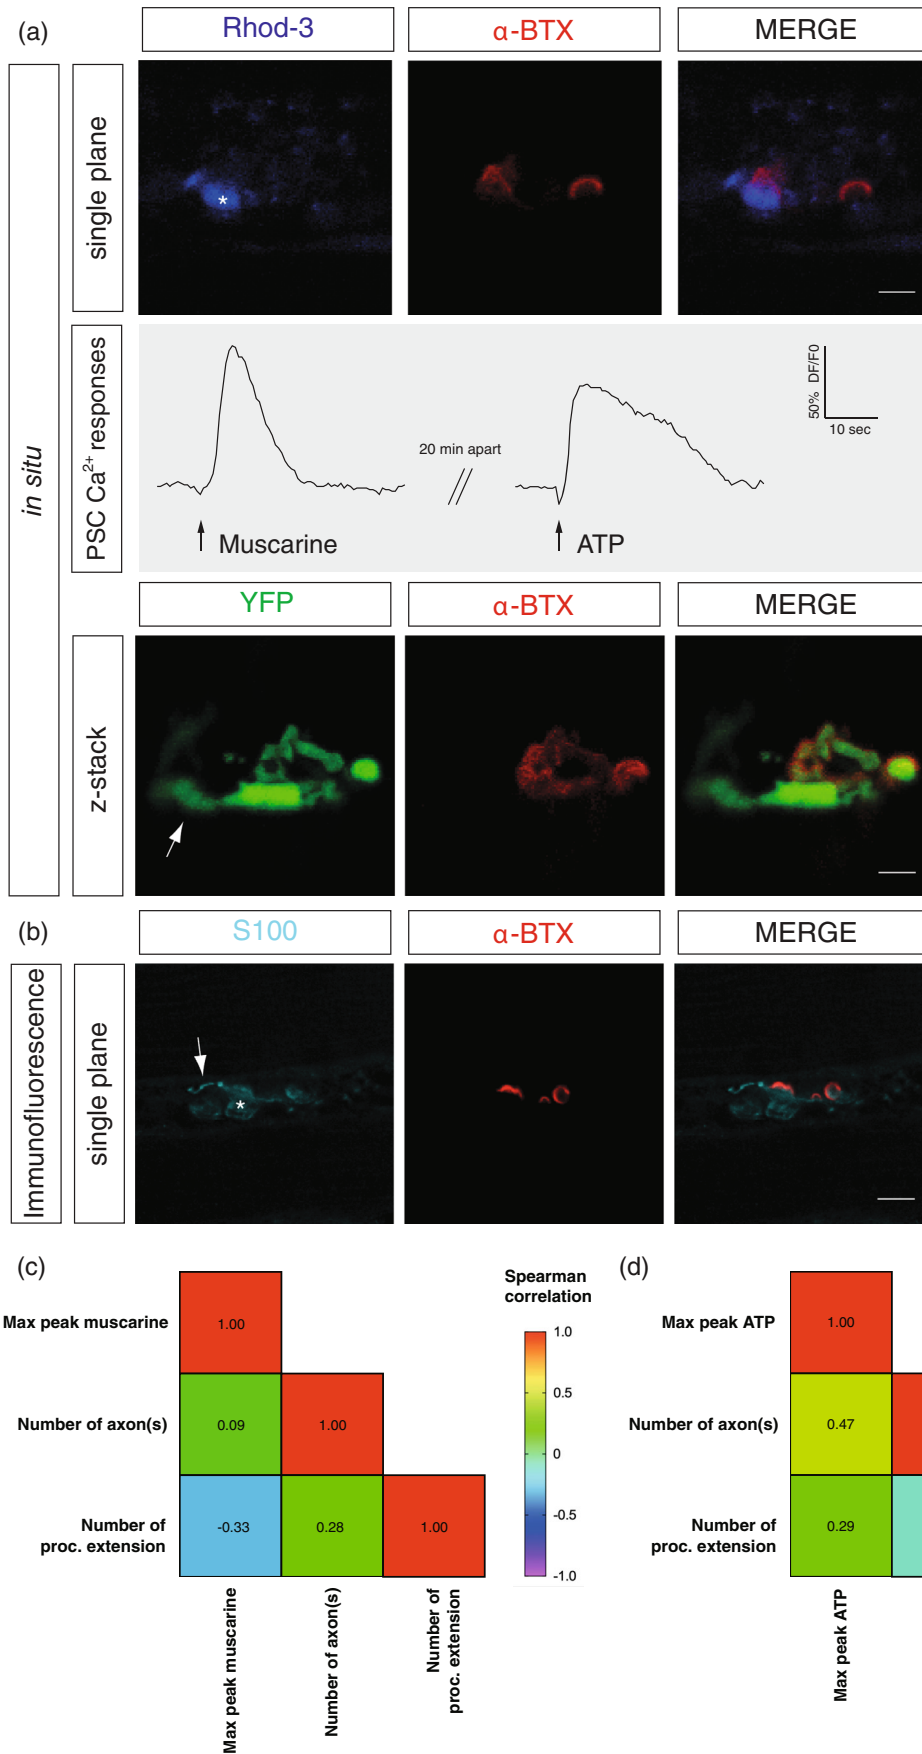 (a)
Rhod-3
α-BTX
MERGE
in situ
single plane
*
PSC Ca2+ responses
20 min apart
Muscarine
ATP
50% DF/F0
10 sec
YFP
α-BTX
MERGE
z-stack
(b)
S100
α-BTX
MERGE
Immunofluorescence
single plane
*
(c)
Max peak muscarine
1.00
Number of axon(s)
0.09
1.00
Number of
proc. extension
-0.33
0.28
1.00
Max peak muscarine
Number of axon(s)
Number of
proc. extension
Spearman
correlation
1.0
0.5
0
-0.5
-1.0
(d)
Max peak ATP
1.00
Number of axon(s)
0.47
Number of
proc. extension
0.29
Max peak ATP